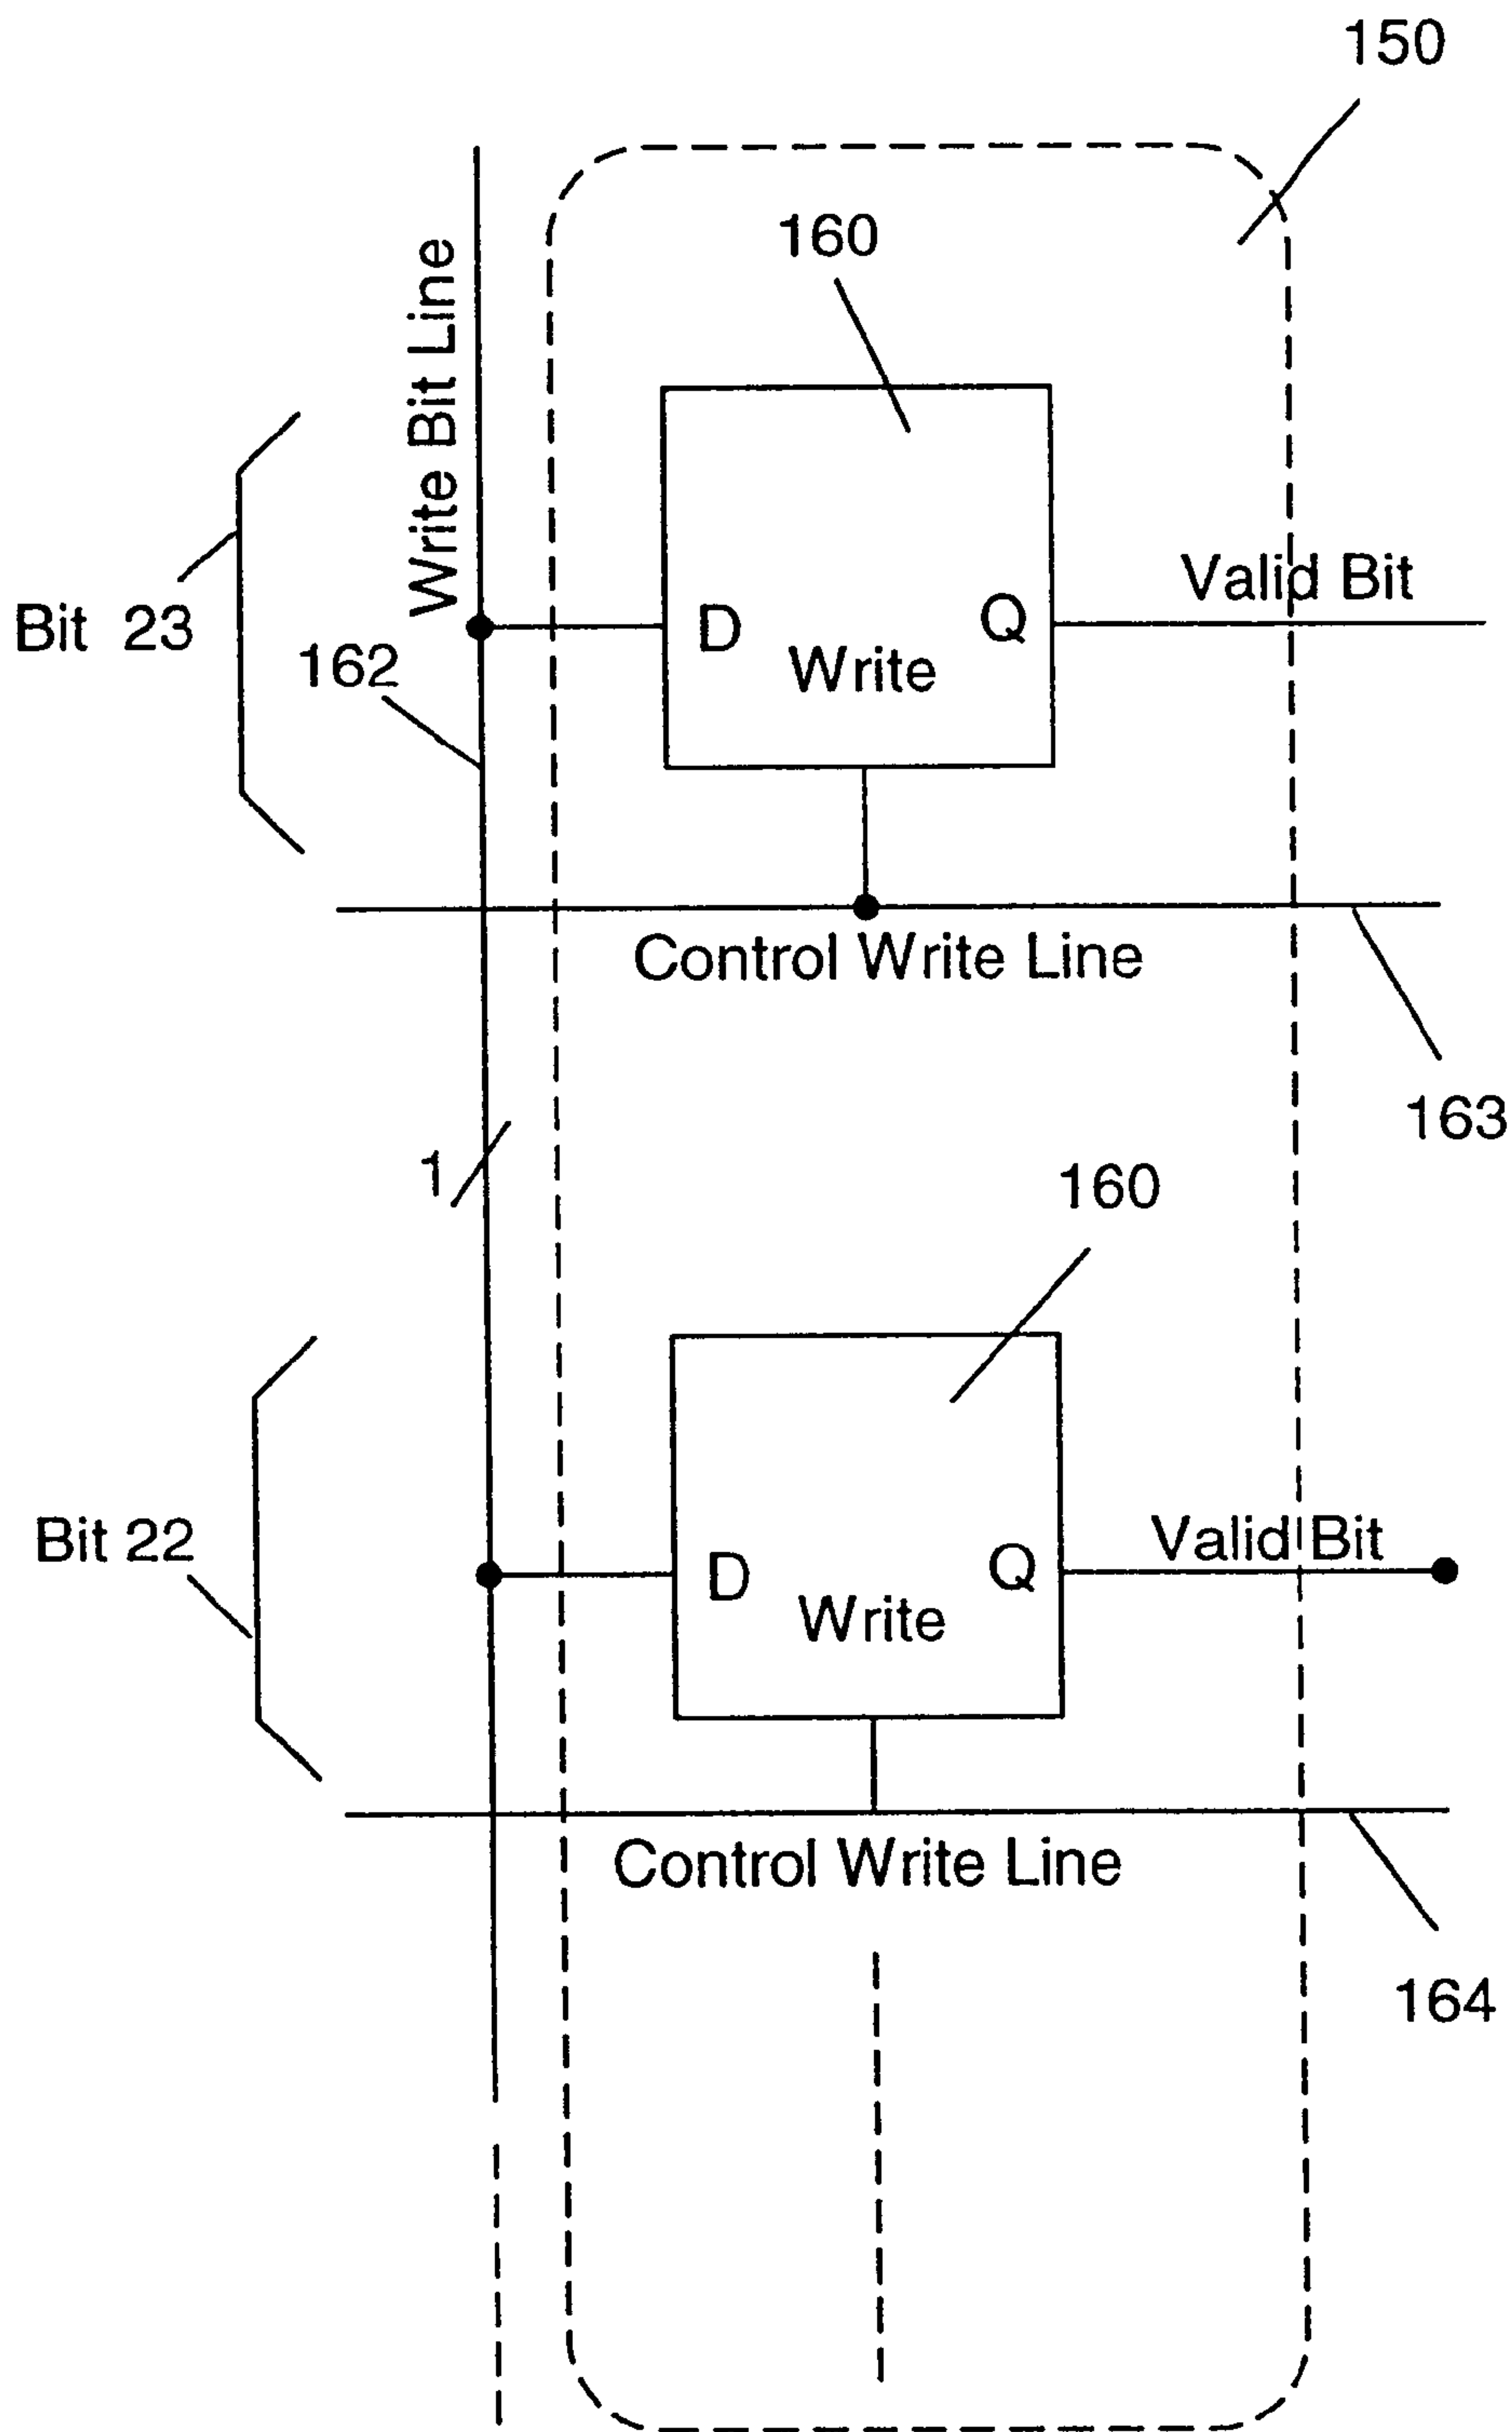 150
160
Write Bit Line
Bit 23
162
D
Q
Write
Valid Bit
Control Write Line
163
1
160
Bit 22
D
Q
Write
Valid Bit
Control Write Line
164